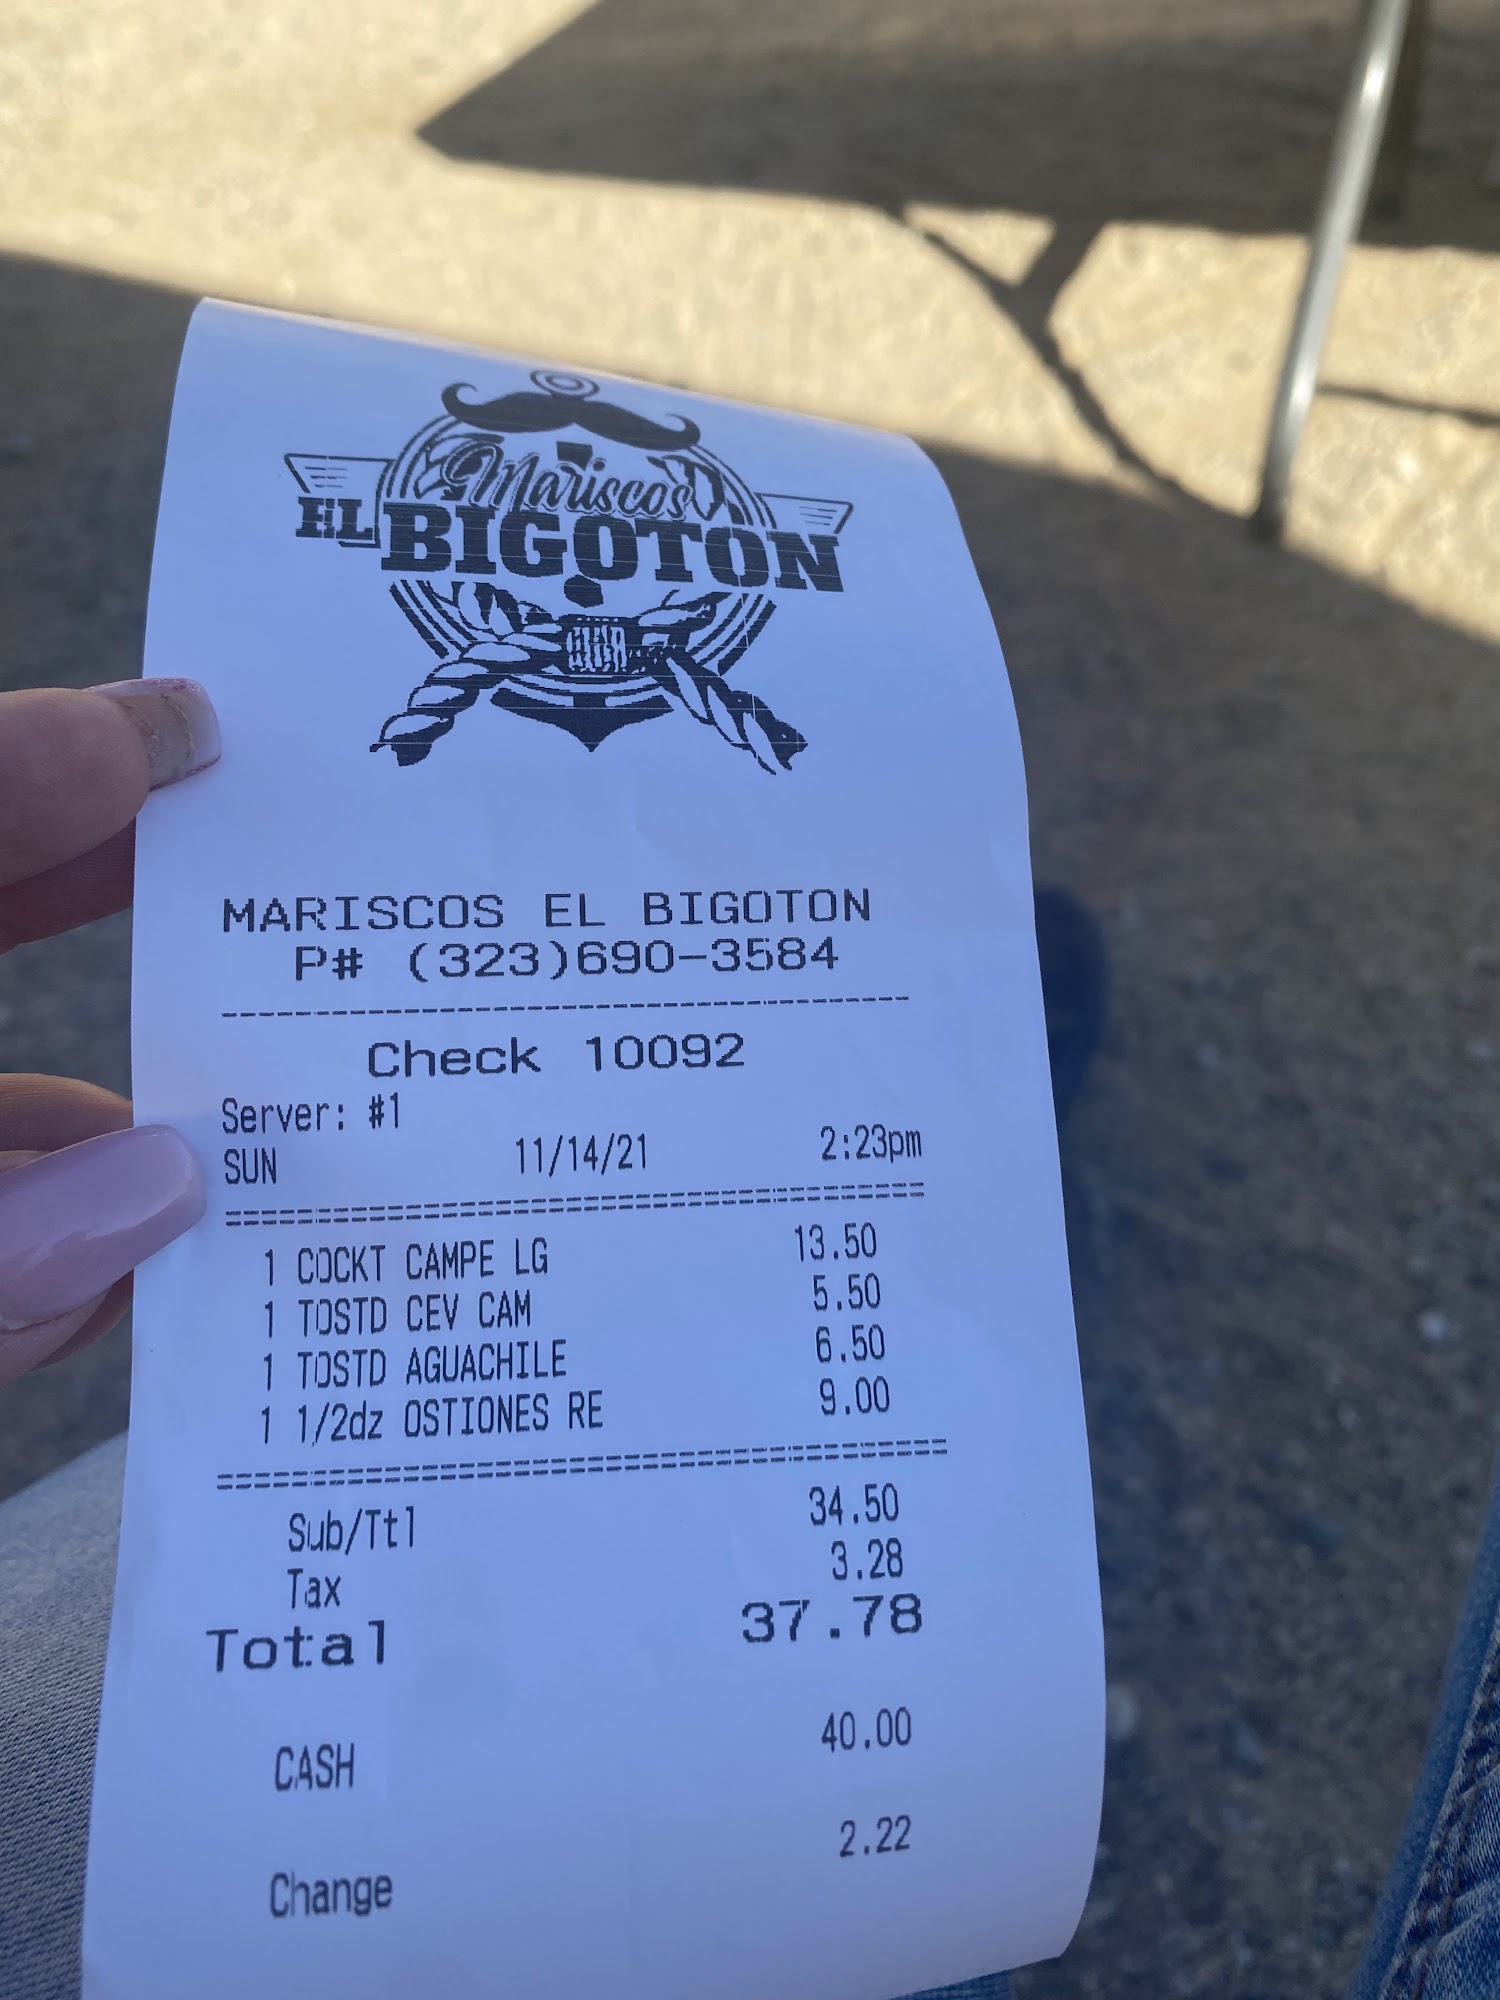 Mariscos
EL BIGOTON
MARISCOS EL BIGOTON
P# (323)690-3584
Check 10092
Server: #1
SUN 11/14/21 2:23pm
1 COCKT CAMPE LG 13.50
1 TOSTD CEV CAM 5.50
1 TOSTD AGUACHILE 6.50
1 1/2dz OSTIONES RE 9.00
Sub/Ttl 34.50
Tax 3.28
Total 37.78
CASH 40.00
Change 2.22